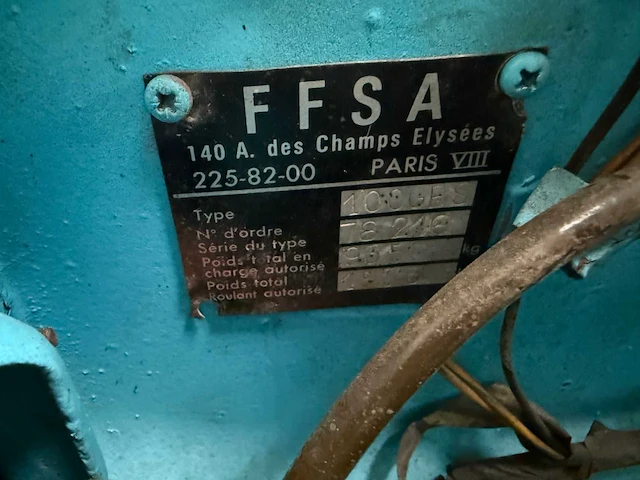 FFSA
140 A. des Champs Elysées
225-82-00 PARIS VIII
Type
N° d'ordre
Série du type
Poids total en kg
charge autorisé
Poids total
Roulant autorisé